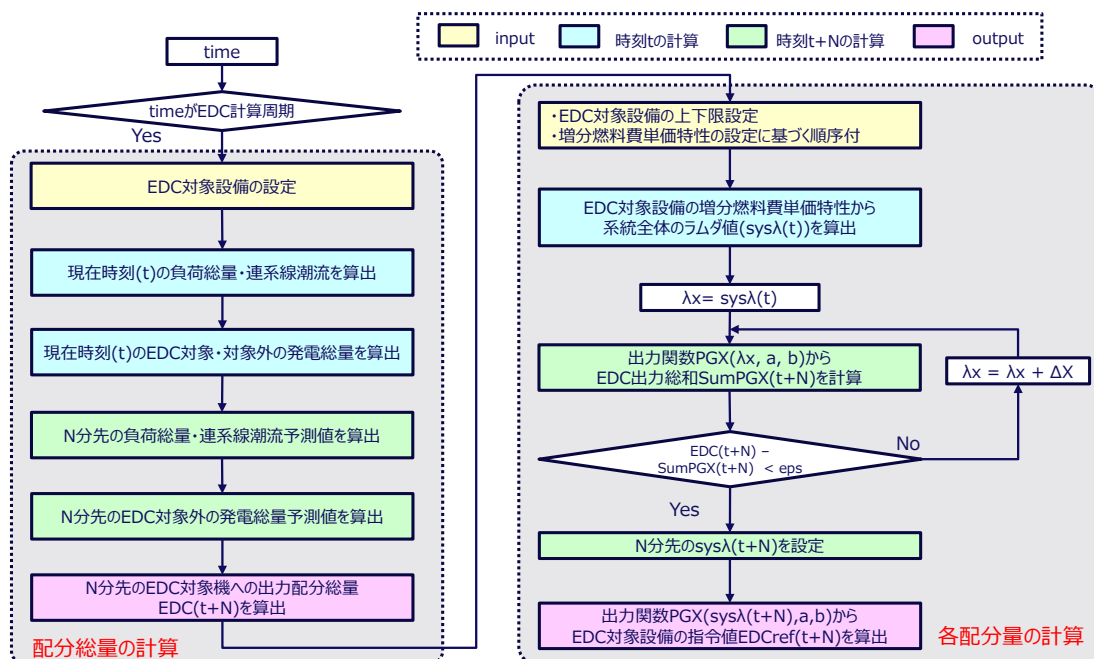 input
時刻tの計算
時刻t+Nの計算
output
time
timeがEDC計算周期
Yes
EDC対象設備の設定
現在時刻(t)の負荷総量・連系線潮流を算出
現在時刻(t)のEDC対象・対象外の発電総量を算出
N分先の負荷総量・連系線潮流予測値を算出
N分先のEDC対象外の発電総量予測値を算出
N分先のEDC対象機への出力配分総量
EDC(t+N)を算出
配分総量の計算
・EDC対象設備の上下限設定
・増分燃料費単価特性の設定に基づく順序付
EDC対象設備の増分燃料費単価特性から
系統全体のラムダ値(sysλ(t))を算出
λx= sysλ(t)
出力関数PGX(λx, a, b)から
EDC出力総和SumPGX(t+N)を計算
λx = λx + ΔX
EDC(t+N) –
SumPGX(t+N) < eps
No
Yes
N分先のsysλ(t+N)を設定
出力関数PGX(sysλ(t+N),a,b)から
EDC対象設備の指令値EDCref(t+N)を算出
各配分量の計算